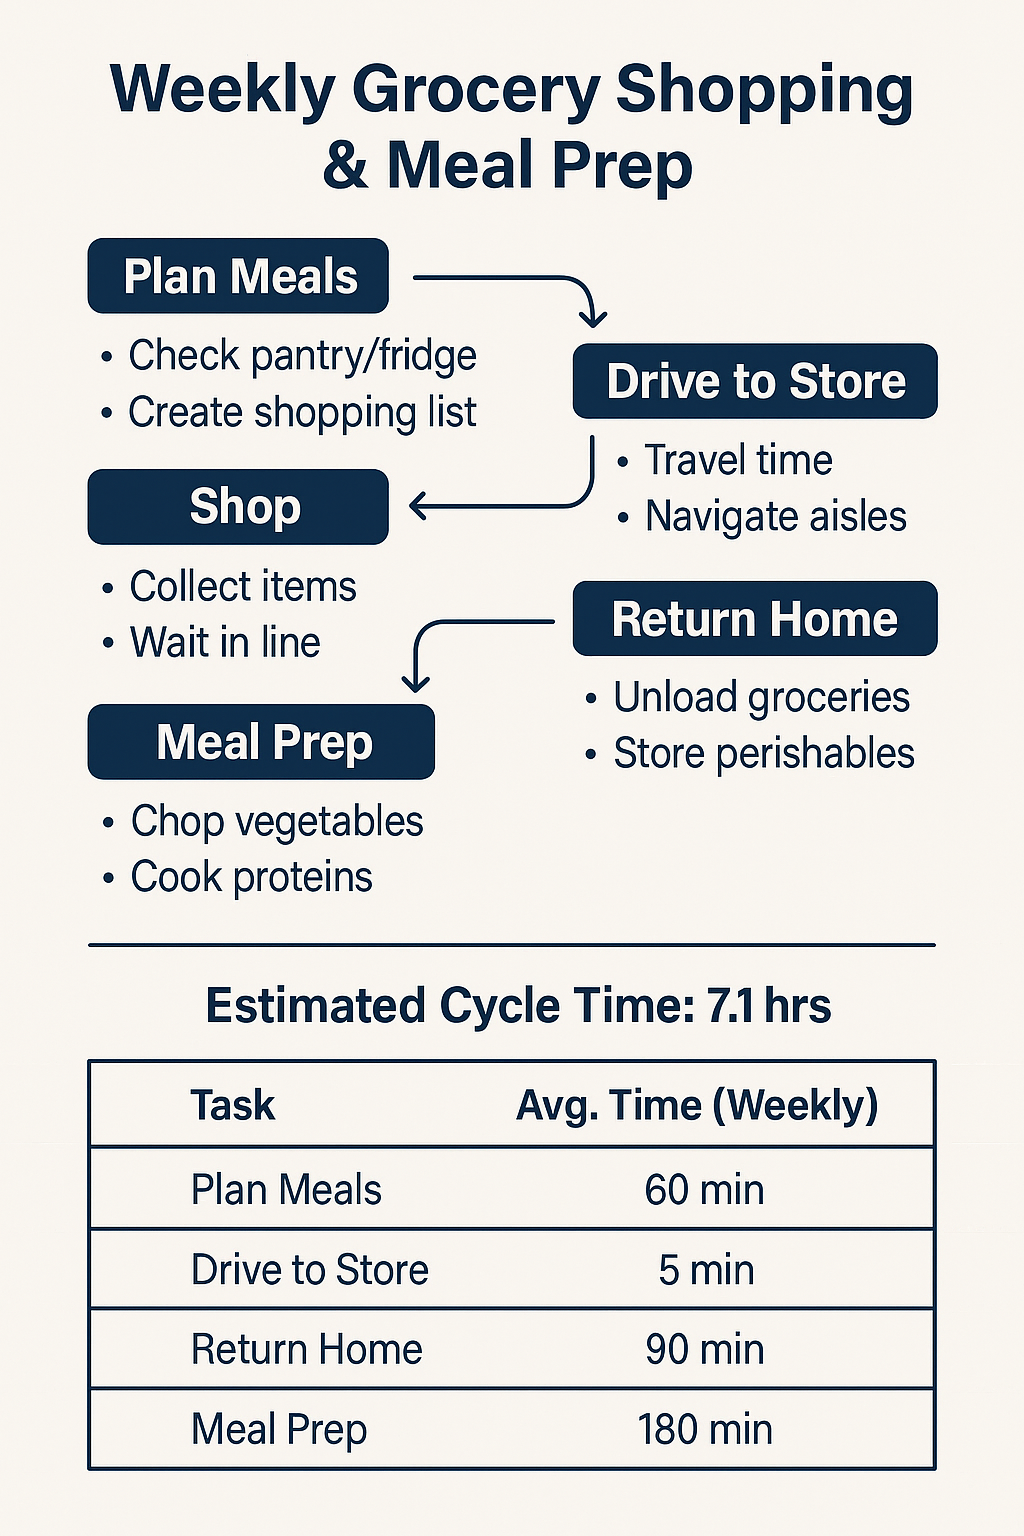 Weekly Grocery Shopping
& Meal Prep
Plan Meals
• Check pantry/fridge
• Create shopping list
Drive to Store
• Travel time
• Navigate aisles
Shop
• Collect items
• Wait in line
Return Home
• Unload groceries
• Store perishables
Meal Prep
• Chop vegetables
• Cook proteins
Estimated Cycle Time: 7.1 hrs
Task Avg. Time (Weekly)
Plan Meals 60 min
Drive to Store 5 min
Return Home 90 min
Meal Prep 180 min